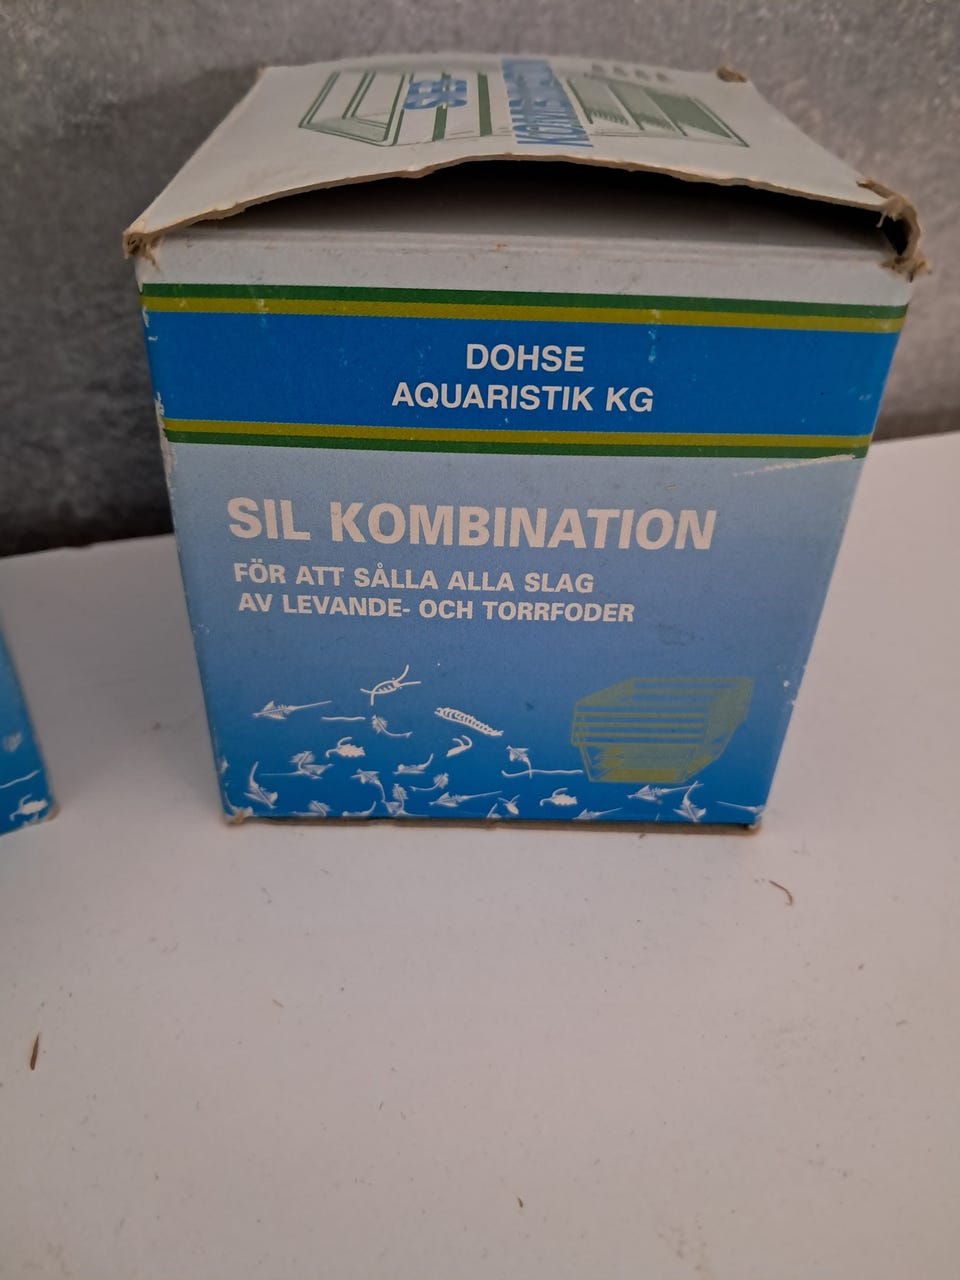 DOHSE
AQUARISTIK KG
SIL KOMBINATION
FÖR ATT SÅLLA ALLA SLAG
AV LEVANDE- OCH TORRFODER